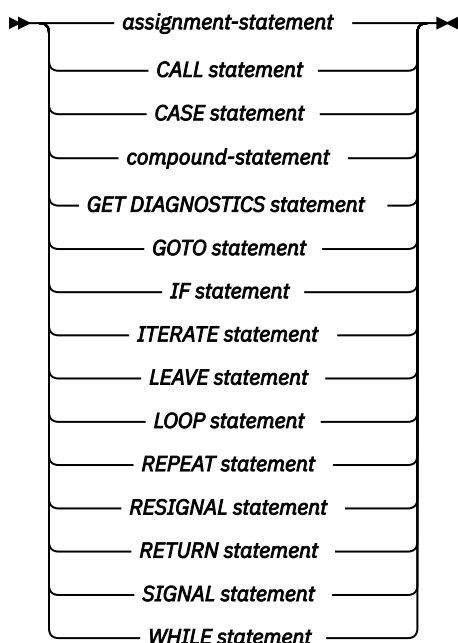 assignment-statement
CALL statement
CASE statement
compound-statement
GET DIAGNOSTICS statement
GOTO statement
IF statement
ITERATE statement
LEAVE statement
LOOP statement
REPEAT statement
RESIGNAL statement
RETURN statement
SIGNAL statement
WHILE statement